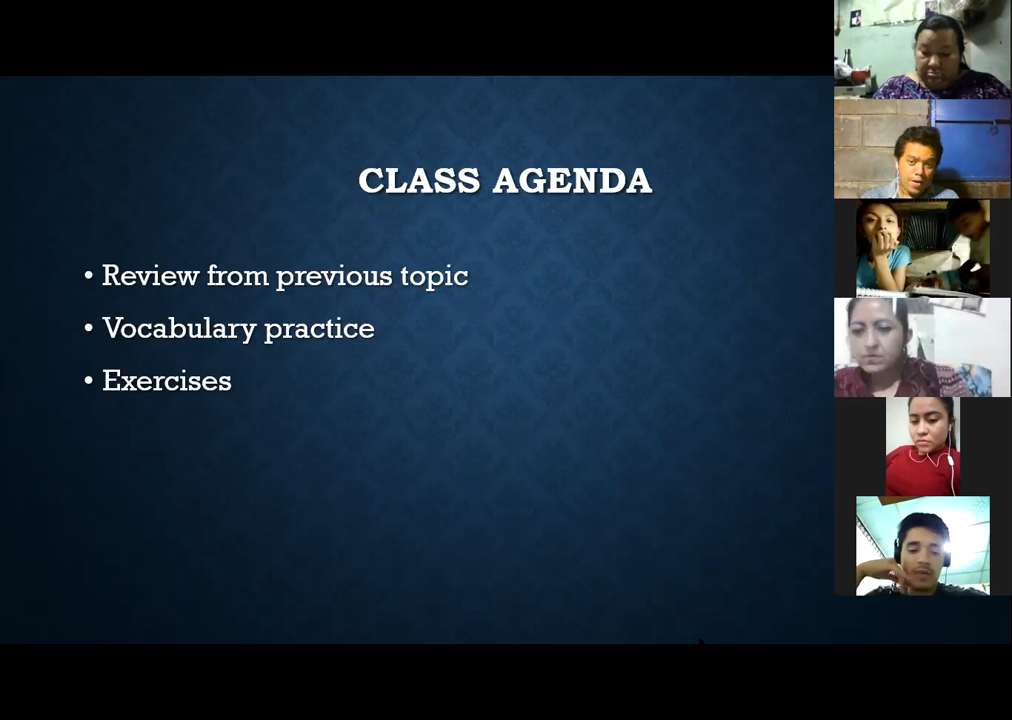 CLASS AGENDA
• Review from previous topic
• Vocabulary practice
• Exercises